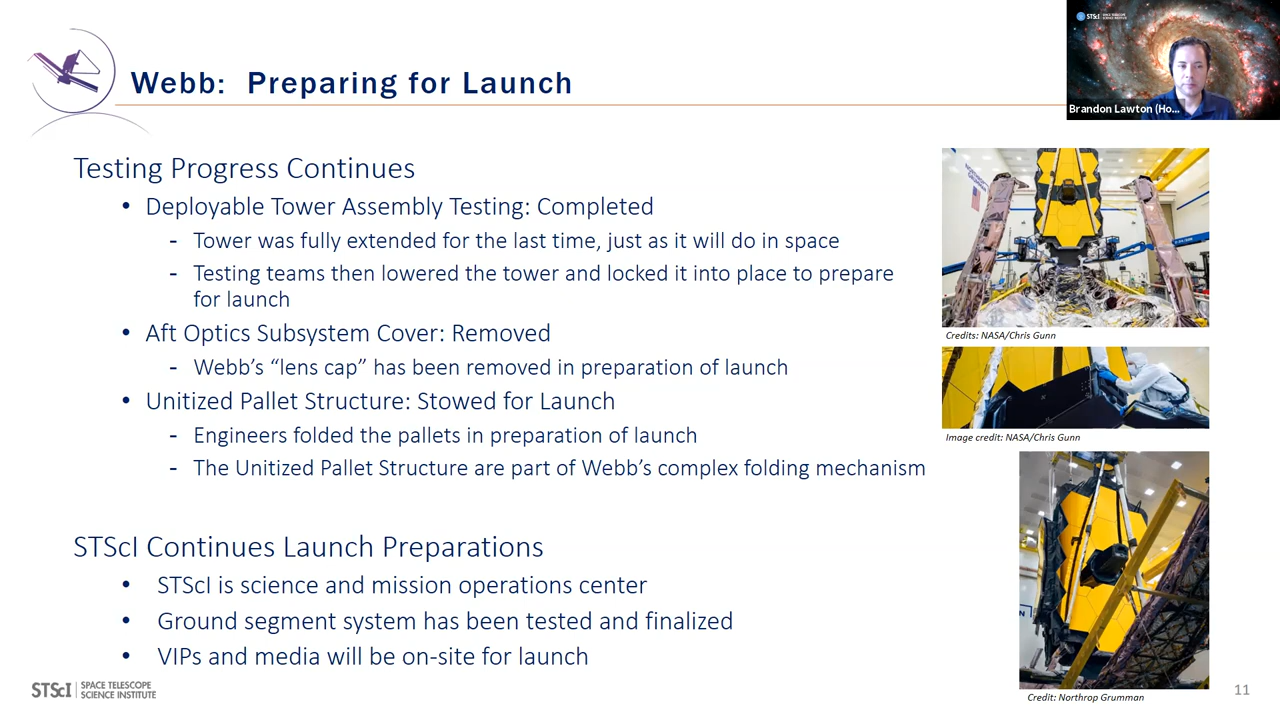 STScI SPACE TELESCOPE
SCIENCE INSTITUTE
Brandon Lawton (Ho...
Webb:  Preparing for Launch
Testing Progress Continues
• Deployable Tower Assembly Testing: Completed
- Tower was fully extended for the last time, just as it will do in space
- Testing teams then lowered the tower and locked it into place to prepare
for launch
• Aft Optics Subsystem Cover: Removed
- Webb’s “lens cap” has been removed in preparation of launch
• Unitized Pallet Structure: Stowed for Launch
- Engineers folded the pallets in preparation of launch
- The Unitized Pallet Structure are part of Webb’s complex folding mechanism
STScI Continues Launch Preparations
• STScI is science and mission operations center
• Ground segment system has been tested and finalized
• VIPs and media will be on-site for launch
Credits: NASA/Chris Gunn
Image credit: NASA/Chris Gunn
Credit: Northrop Grumman
STScI | SPACE TELESCOPE
SCIENCE INSTITUTE
11